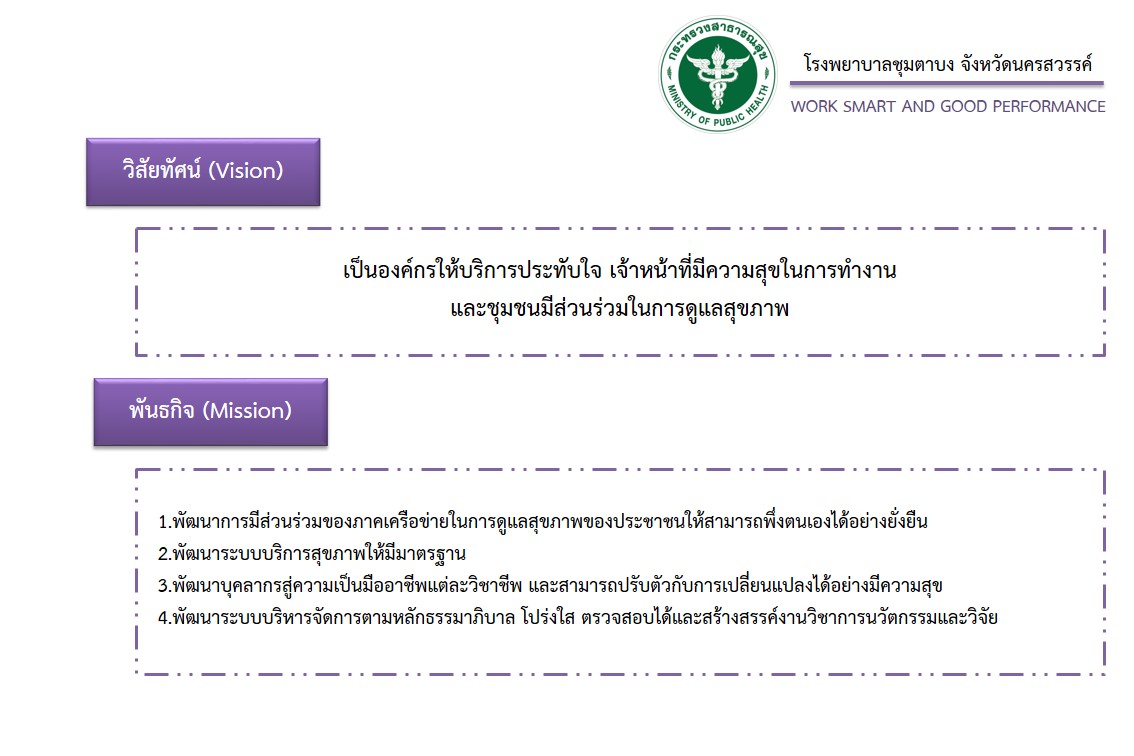 กระทรวงสาธารณสุข
MINISTRY OF PUBLIC HEALTH
โรงพยาบาลชุมตาบง จังหวัดนครสวรรค์
WORK SMART AND GOOD PERFORMANCE
วิสัยทัศน์ (Vision)
เป็นองค์กรให้บริการประทับใจ เจ้าหน้าที่มีความสุขในการทำงาน
และชุมชนมีส่วนร่วมในการดูแลสุขภาพ
พันธกิจ (Mission)
1.พัฒนาการมีส่วนร่วมของภาคเครือข่ายในการดูแลสุขภาพของประชาชนให้สามารถพึ่งตนเองได้อย่างยั่งยืน
2.พัฒนาระบบบริการสุขภาพให้มีมาตรฐาน
3.พัฒนาบุคลากรสู่ความเป็นมืออาชีพแต่ละวิชาชีพ และสามารถปรับตัวกับการเปลี่ยนแปลงได้อย่างมีความสุข
4.พัฒนาระบบบริหารจัดการตามหลักธรรมาภิบาล โปร่งใส ตรวจสอบได้และสร้างสรรค์งานวิชาการนวัตกรรมและวิจัย